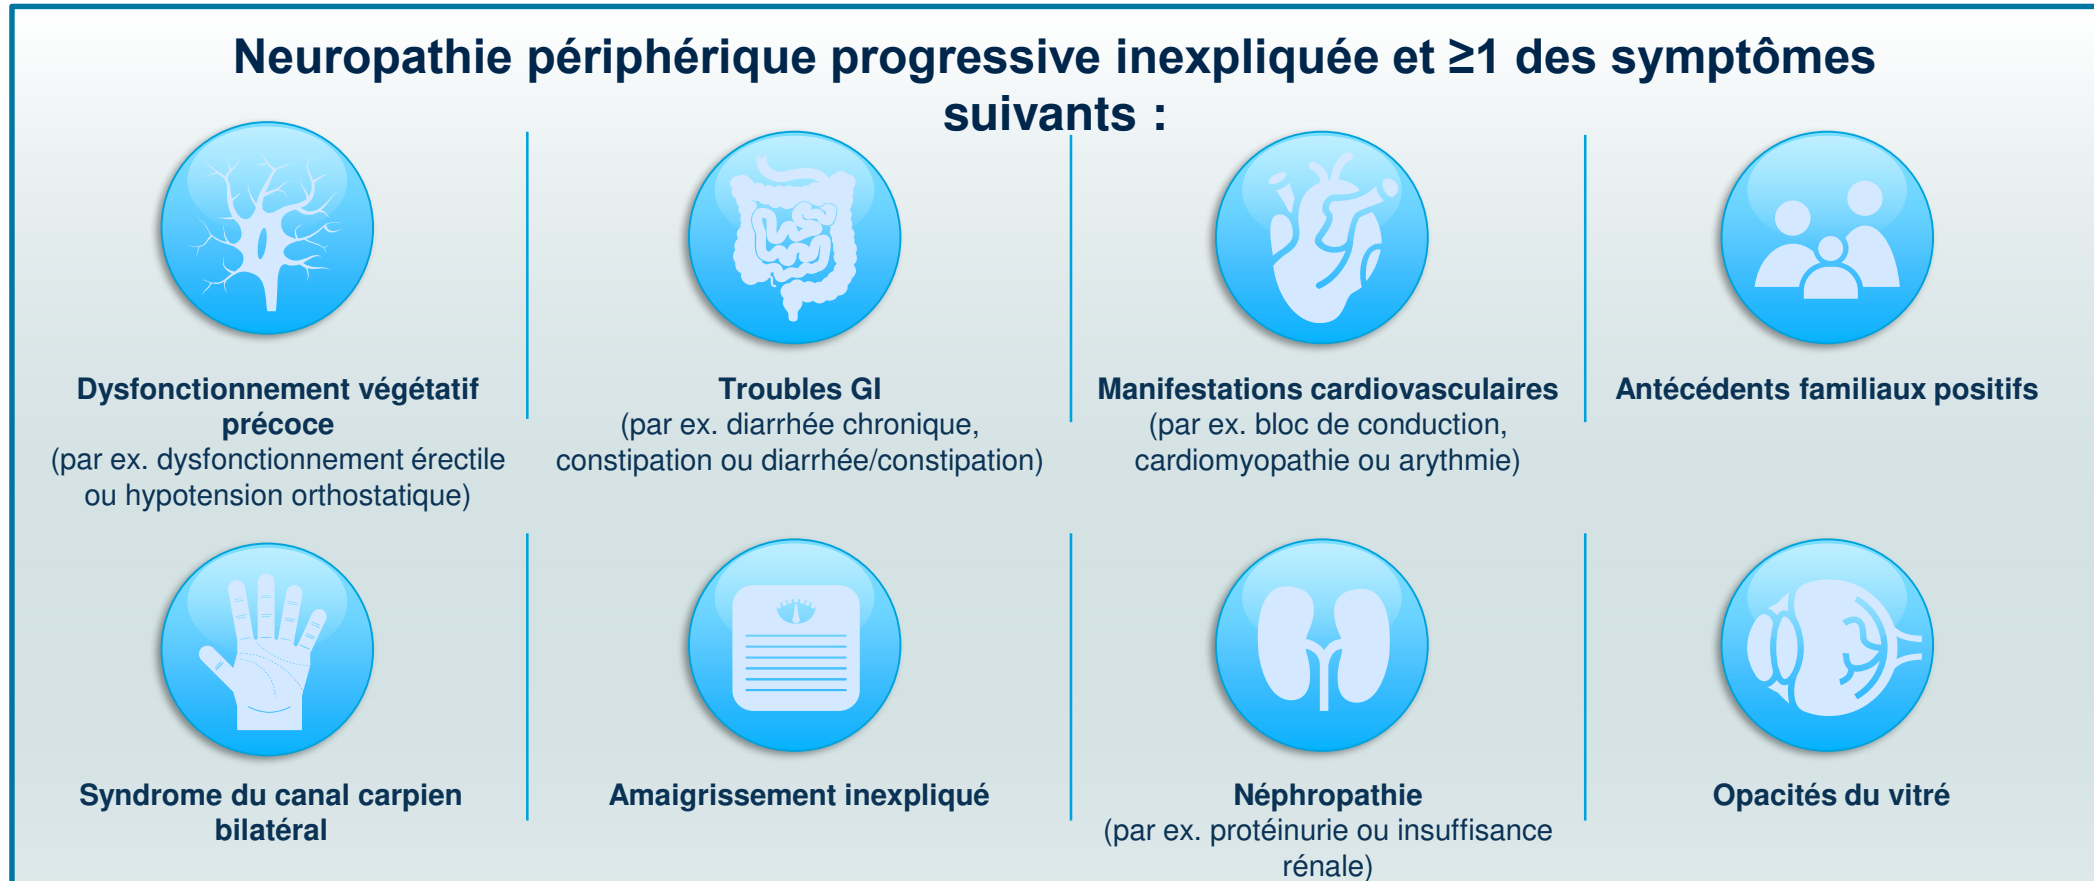 Neuropathie périphérique progressive inexpliquée et ≥1 des symptômes
suivants :
Dysfonctionnement végétatif
précoce
(par ex. dysfonctionnement érectile
ou hypotension orthostatique)
Troubles GI
(par ex. diarrhée chronique,
constipation ou diarrhée/constipation)
Manifestations cardiovasculaires
(par ex. bloc de conduction,
cardiomyopathie ou arythmie)
Antécédents familiaux positifs
Syndrome du canal carpien
bilatéral
Amaigrissement inexpliqué
Néphropathie
(par ex. protéinurie ou insuffisance
rénale)
Opacités du vitré